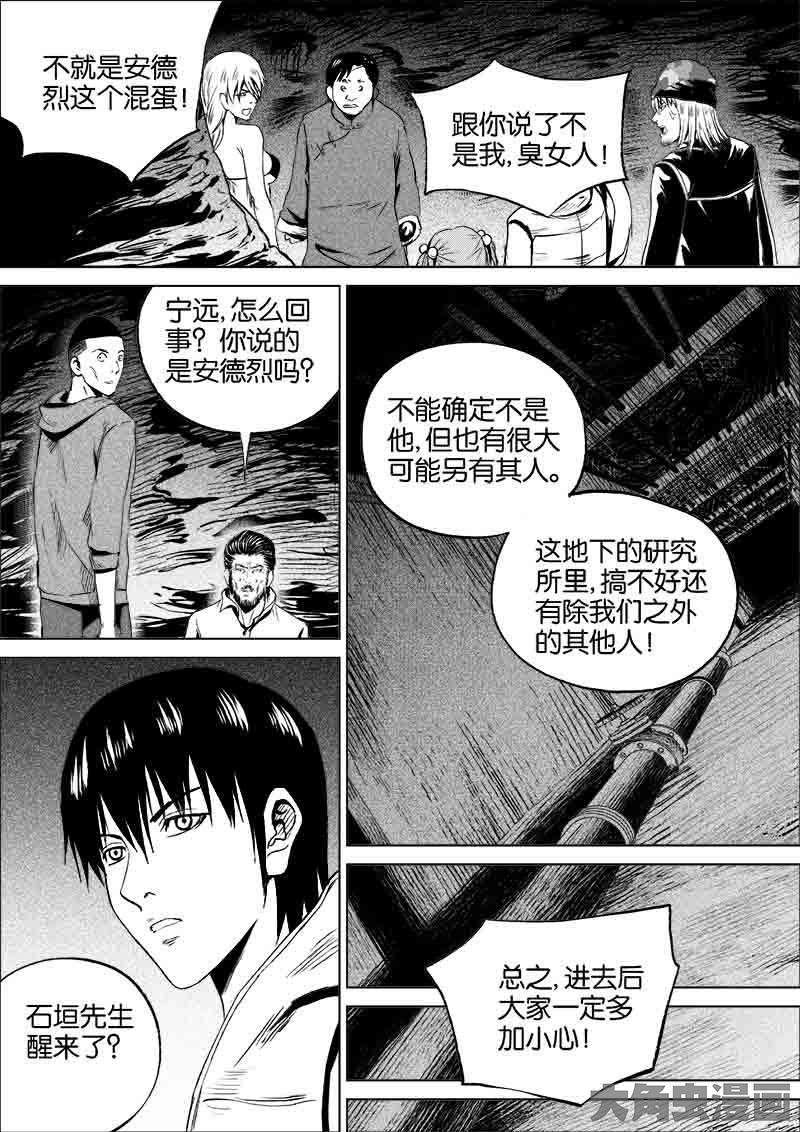 不就是安德
烈这个混蛋！
跟你说了不
是我，臭女人！
宁远，怎么回
事？你说的
是安德烈吗？
不能确定不是
他，但也有很大
可能另有其人。
这地下的研究
所里，搞不好还
有除我们之外
的其他人！
石垣先生
醒来了？
总之，进去后
大家一定多
加小心！
大角虫漫画